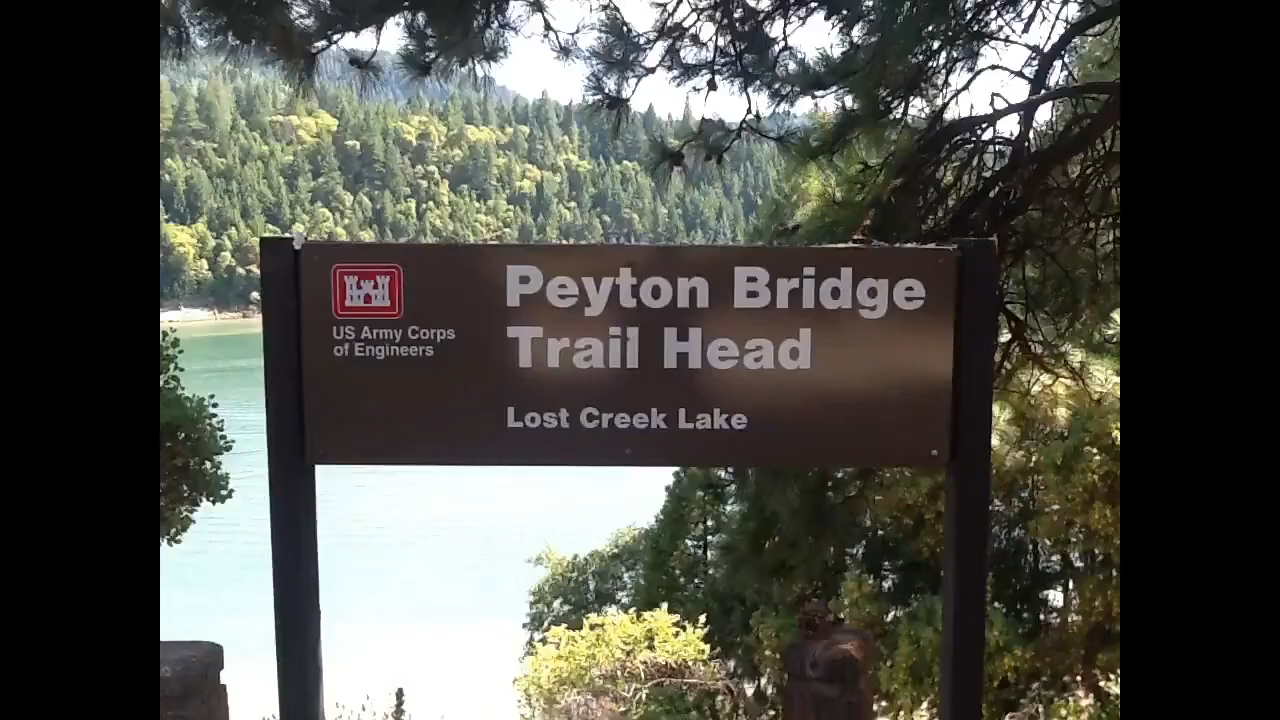 US Army Corps
of Engineers
Peyton Bridge
Trail Head
Lost Creek Lake